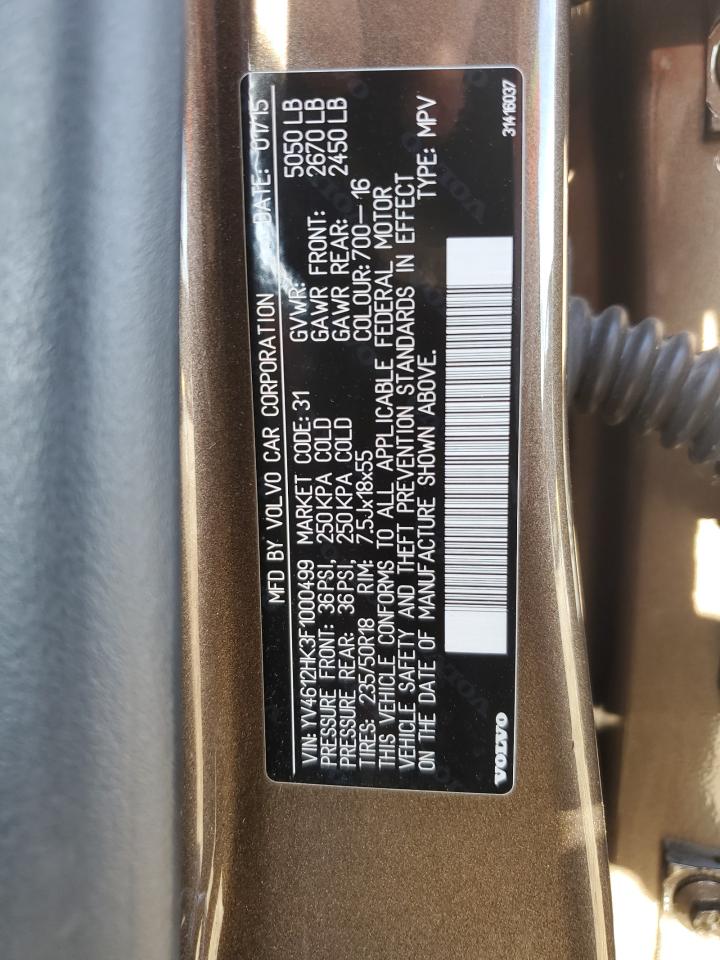 MFD BY VOLVO CAR CORPORATION DATE: 01/15
VIN: YV4612HK3F1000499 MARKET CODE: 31 GVWR: 5050 LB
PRESSURE FRONT: 36PSI, 250KPA COLD GAWR FRONT: 2670 LB
PRESSURE REAR: 36PSI, 250KPA COLD GAWR REAR: 2450 LB
TIRES: 235/50R18 RIM: 7.5Jx18x55 COLOUR: 700—16
THIS VEHICLE CONFORMS TO ALL APPLICABLE FEDERAL MOTOR
VEHICLE SAFETY AND THEFT PREVENTION STANDARDS IN EFFECT
ON THE DATE OF MANUFACTURE SHOWN ABOVE. TYPE: MPV
VOLVO 31416037